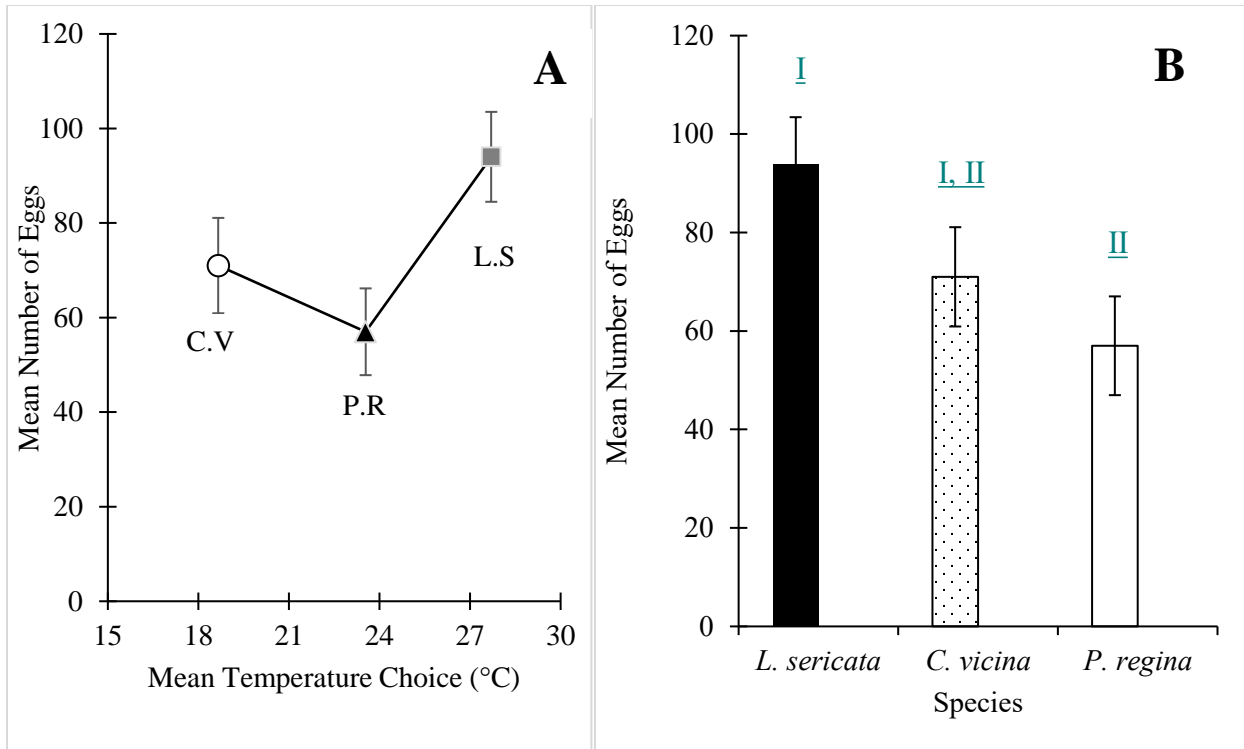 A
120
100
80
60
40
20
0
Mean Number of Eggs
C.V
P.R
L.S
15 18 21 24 27 30
Mean Temperature Choice (°C)
B
120
100
80
60
40
20
0
Mean Number of Eggs
I
I, II
II
L. sericata C. vicina P. regina
Species